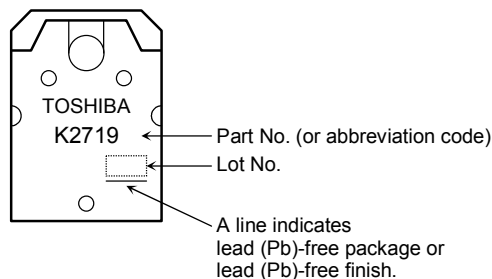 TOSHIBA
K2719
Part No. (or abbreviation code)
Lot No.
A line indicates
lead (Pb)-free package or
lead (Pb)-free finish.